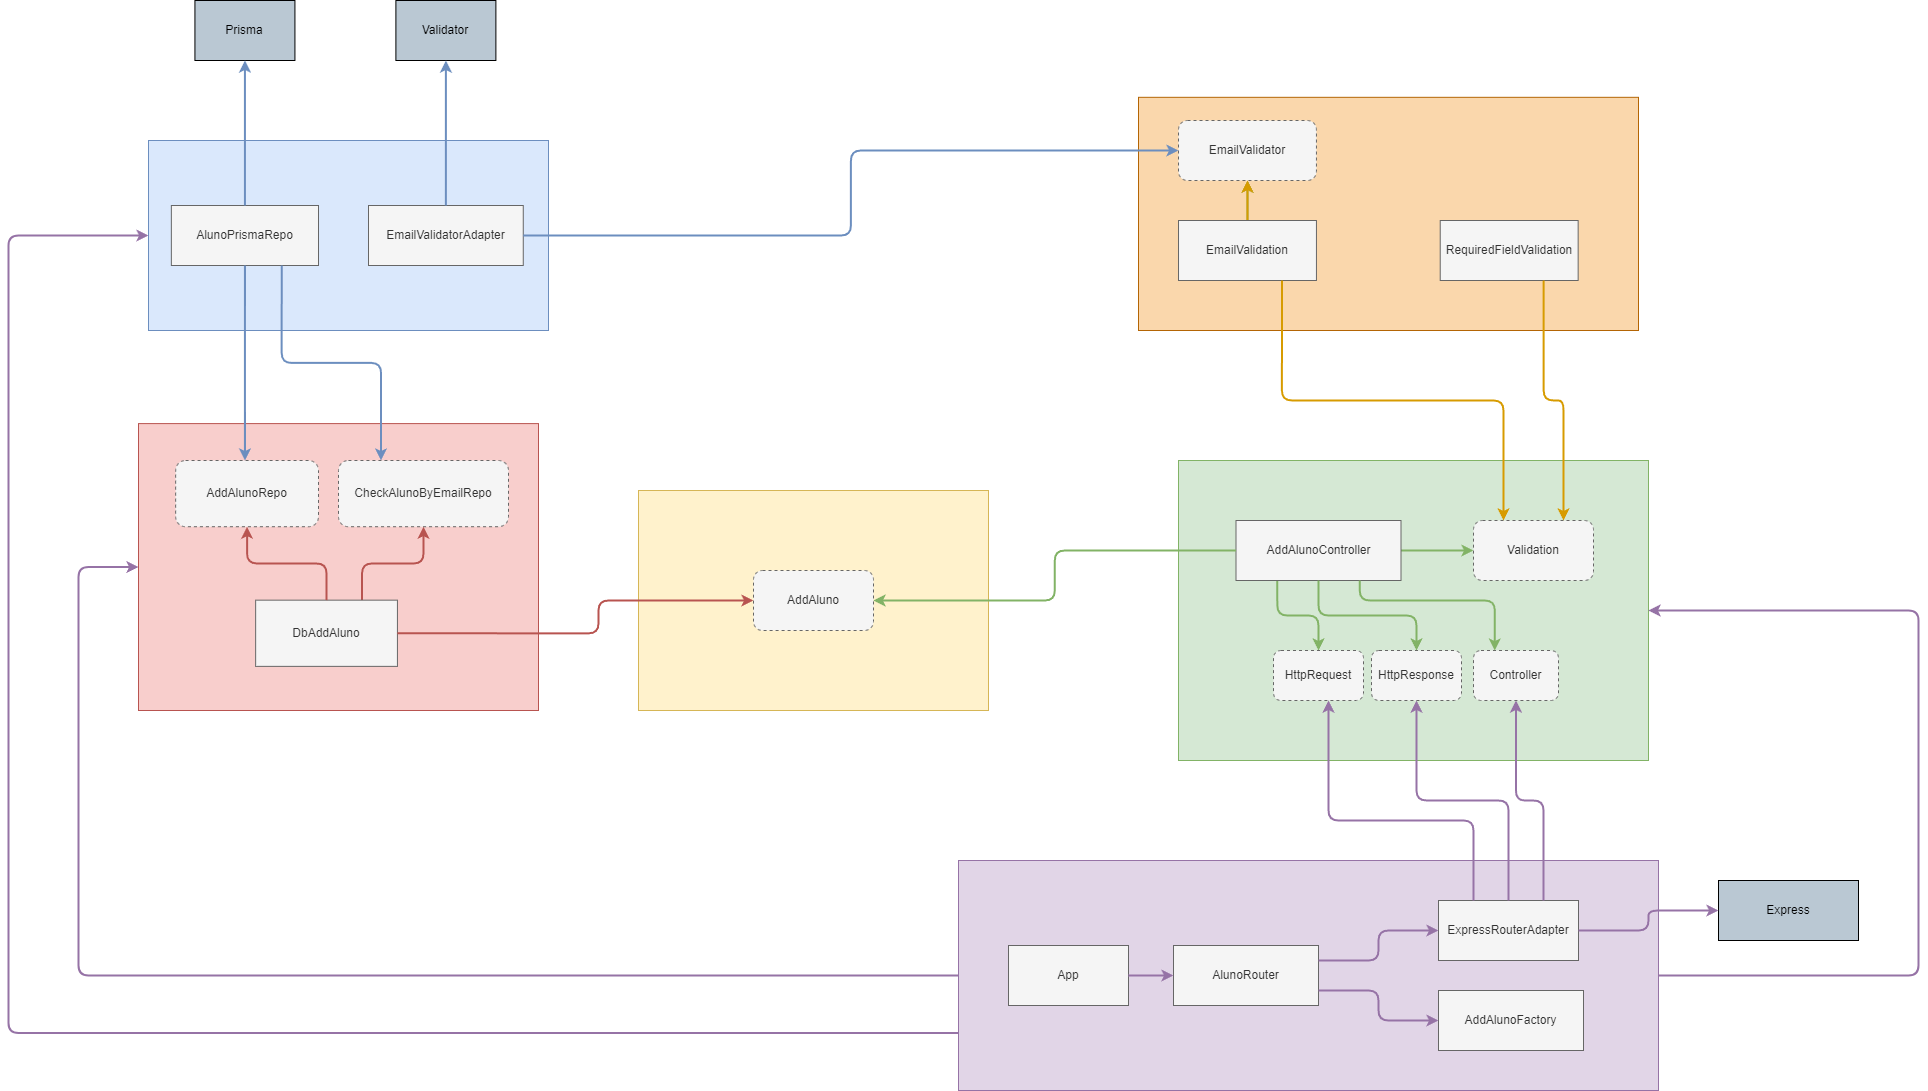 Prisma
Validator
EmailValidator
AlunoPrismaRepo
EmailValidatorAdapter
EmailValidation
RequiredFieldValidation
AddAlunoRepo
CheckAlunoByEmailRepo
AddAlunoController
Validation
AddAluno
DbAddAluno
HttpRequest
HttpResponse
Controller
Express
ExpressRouterAdapter
App
AlunoRouter
AddAlunoFactory